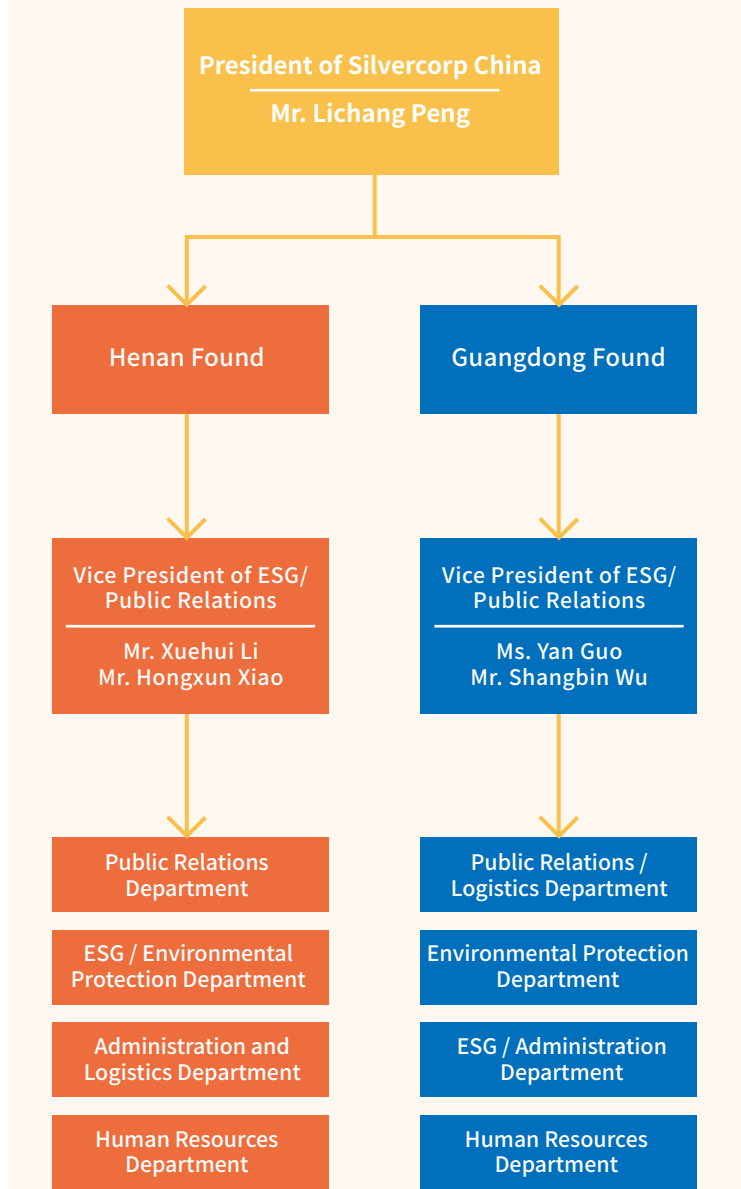 President of Silvercorp China
Mr. Lichang Peng
Henan Found
Guangdong Found
Vice President of ESG/
Public Relations
Mr. Xuehui Li
Mr. Hongxun Xiao
Vice President of ESG/
Public Relations
Ms. Yan Guo
Mr. Shangbin Wu
Public Relations
Department
ESG / Environmental
Protection Department
Administration and
Logistics Department
Human Resources
Department
Public Relations /
Logistics Department
Environmental Protection
Department
ESG / Administration
Department
Human Resources
Department